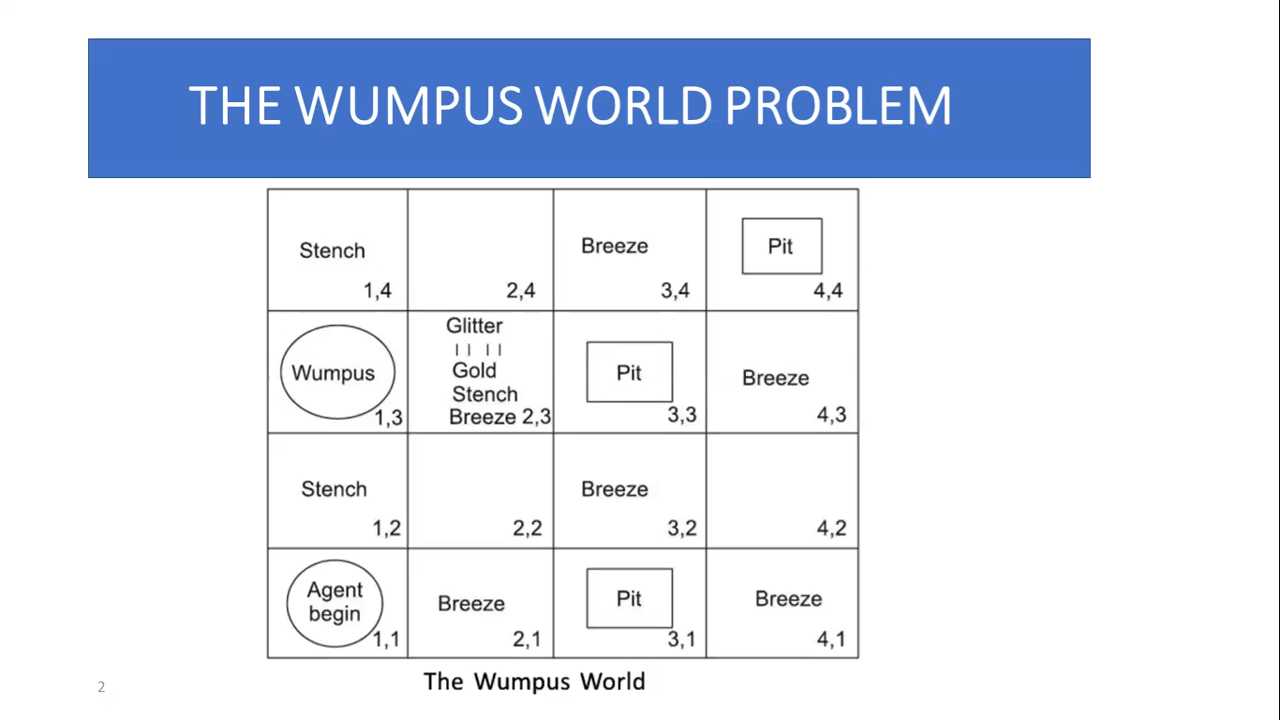 THE WUMPUS WORLD PROBLEM
Stench
1,4
2,4
Breeze
3,4
Pit
4,4
Wumpus
1,3
Glitter
Gold
Stench
Breeze 2,3
Pit
3,3
Breeze
4,3
Stench
1,2
2,2
Breeze
3,2
4,2
Agent
begin
1,1
Breeze
2,1
Pit
3,1
Breeze
4,1
The Wumpus World
2